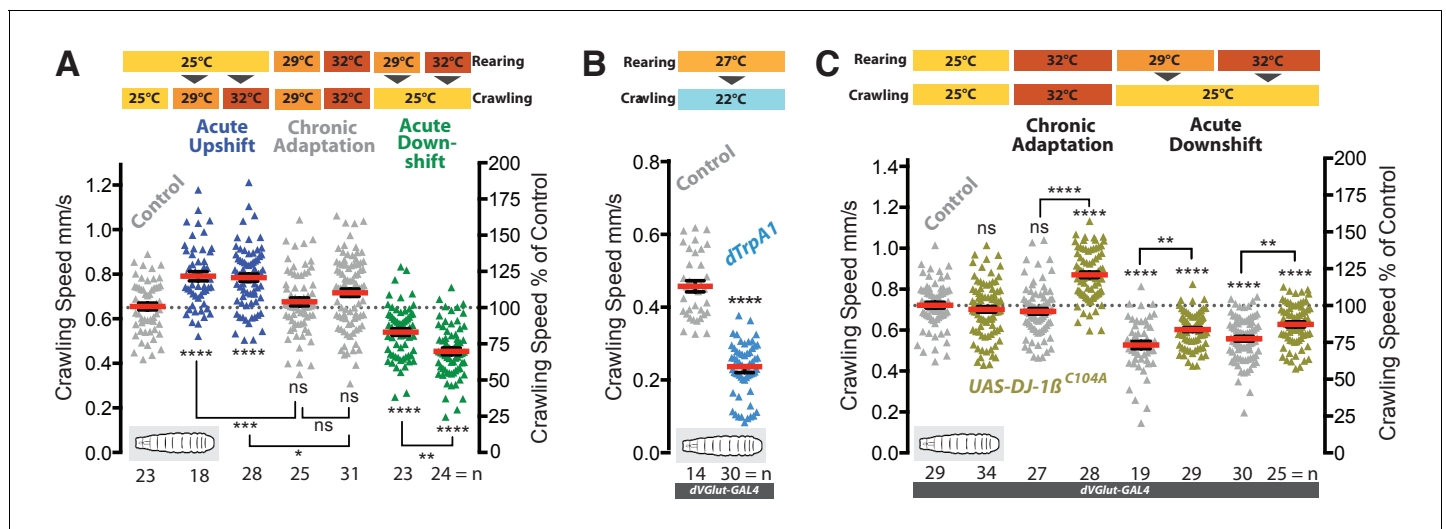 A
25°C 29°C 32°C 29°C 32°C Rearing
25°C 29°C 32°C 29°C 32°C 25°C Crawling
Acute
Upshift
Chronic
Adaptation
Acute
Down-
shift
Control
Crawling Speed mm/s
1.2
1.0
0.8
0.6
0.4
0.2
0.0
200
175
150
125
100
75
50
25
0
Crawling Speed % of Control
**** **** ns ns **** ****
*** ns
* **
23 18 28 25 31 23 24 = n
B
Rearing 27°C
Crawling 22°C
Control
dTrpA1
Crawling Speed mm/s
0.8
0.6
0.4
0.2
0.0
****
14 30 = n
dVGlut-GAL4
C
Rearing 25°C 32°C 29°C 32°C
Crawling 25°C 32°C 25°C
Chronic
Adaptation
Acute
Downshift
Control
Crawling Speed mm/s
1.4
1.2
1.0
0.8
0.6
0.4
0.2
0.0
200
175
150
125
100
75
50
25
0
Crawling Speed % of Control
****
ns ns ****
** **
**** **** **** ****
UAS-DJ-1ß C104A
29 34 27 28 19 29 30 25 = n
dVGlut-GAL4